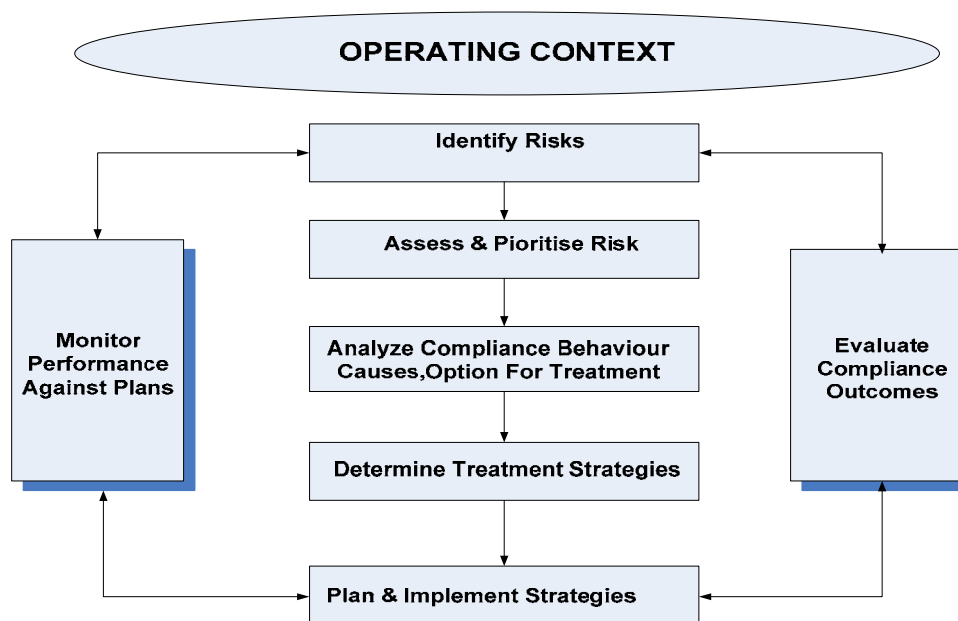 OPERATING CONTEXT
Identify Risks
Assess & Pioritise Risk
Monitor
Performance
Against Plans
Analyze Compliance Behaviour
Causes,Option For Treatment
Evaluate
Compliance
Outcomes
Determine Treatment Strategies
Plan & Implement Strategies